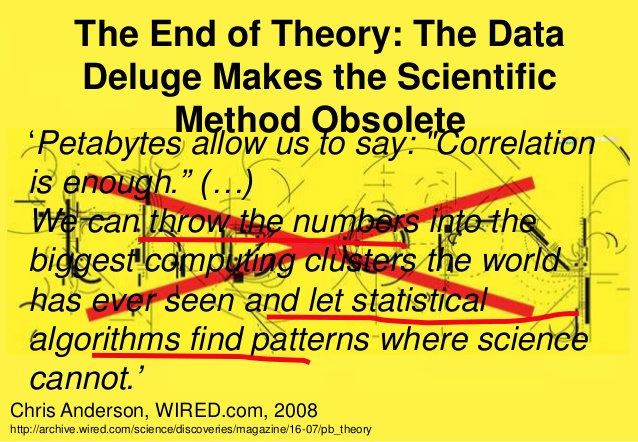 The End of Theory: The Data
Deluge Makes the Scientific
Method Obsolete
‘Petabytes allow us to say: "Correlation
is enough.” (…)
We can throw the numbers into the
biggest computing clusters the world
has ever seen and let statistical
algorithms find patterns where science
cannot.’
Chris Anderson, WIRED.com, 2008
http://archive.wired.com/science/discoveries/magazine/16-07/pb_theory